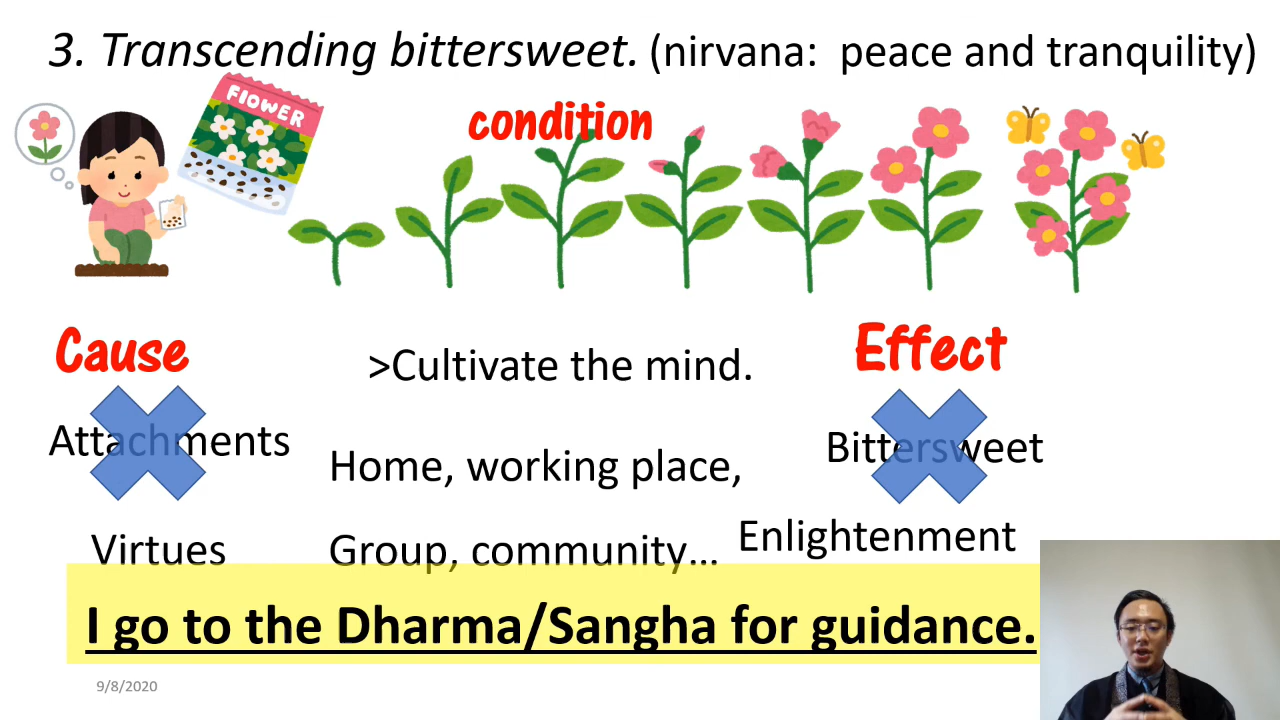 3. Transcending bittersweet. (nirvana: peace and tranquility)
FlOWER
condition
Cause
>Cultivate the mind.
Effect
Attachments
Home, working place,
Bittersweet
Virtues
Group, community...
Enlightenment
I go to the Dharma/Sangha for guidance.
9/8/2020